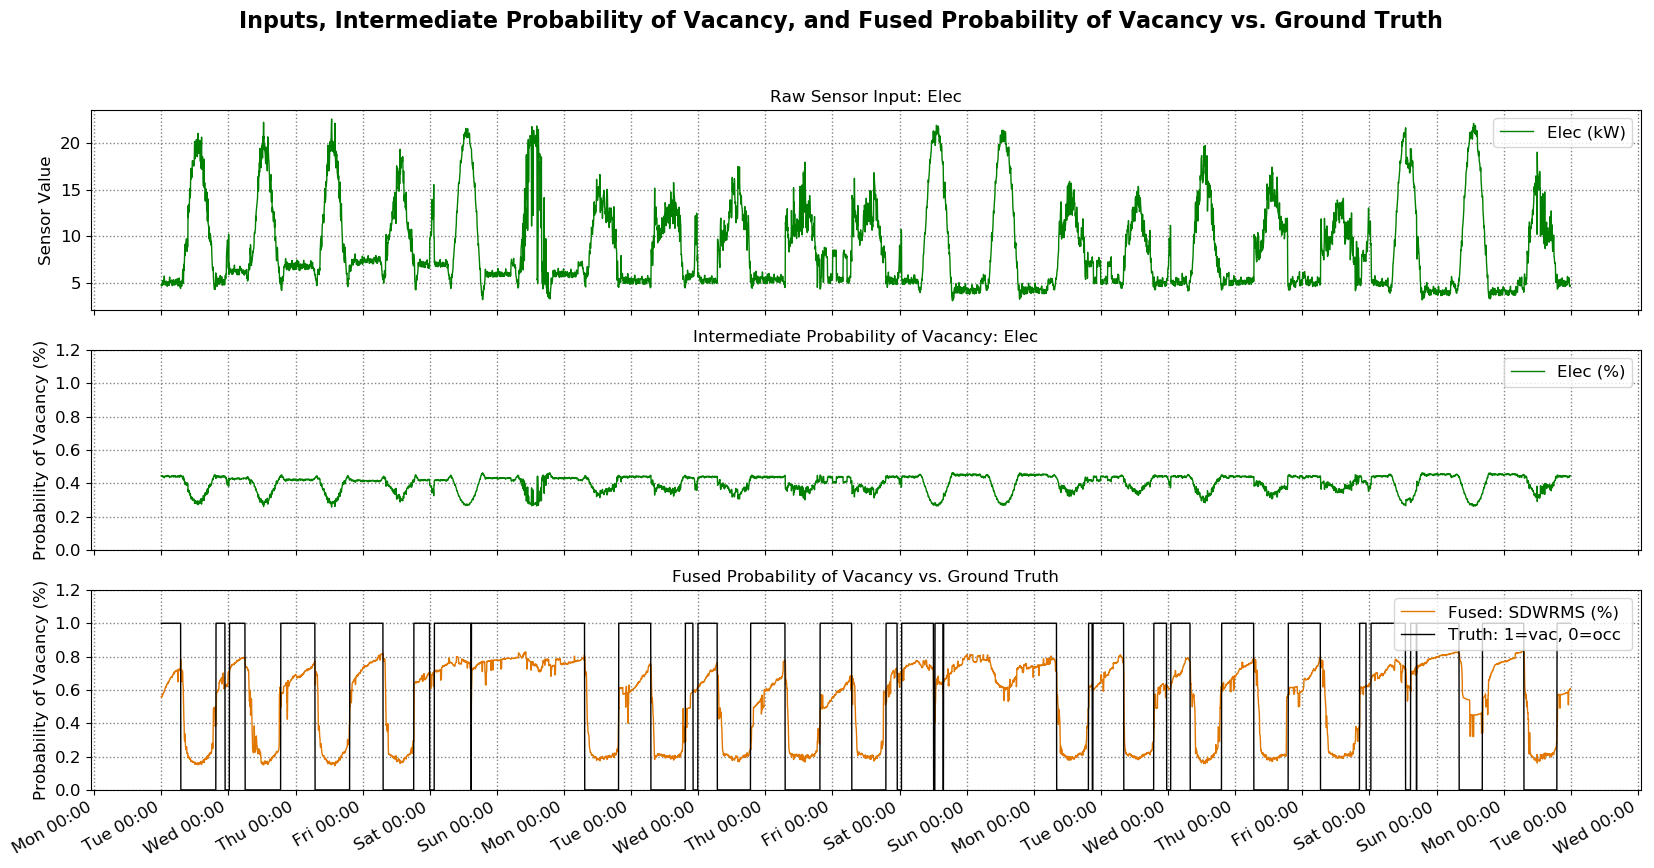 Inputs, Intermediate Probability of Vacancy, and Fused Probability of Vacancy vs. Ground Truth
Raw Sensor Input: Elec
Sensor Value
20
15
10
5
Elec (kW)
Intermediate Probability of Vacancy: Elec
Probability of Vacancy (%)
1.2
1.0
0.8
0.6
0.4
0.2
0.0
Elec (%)
Fused Probability of Vacancy vs. Ground Truth
Probability of Vacancy (%)
1.2
1.0
0.8
0.6
0.4
0.2
0.0
Fused: SDWRMS (%)
Truth: 1=vac, 0=occ
Mon 00:00
Tue 00:00
Wed 00:00
Thu 00:00
Fri 00:00
Sat 00:00
Sun 00:00
Mon 00:00
Tue 00:00
Wed 00:00
Thu 00:00
Fri 00:00
Sat 00:00
Sun 00:00
Mon 00:00
Tue 00:00
Wed 00:00
Thu 00:00
Fri 00:00
Sat 00:00
Sun 00:00
Mon 00:00
Tue 00:00
Wed 00:00